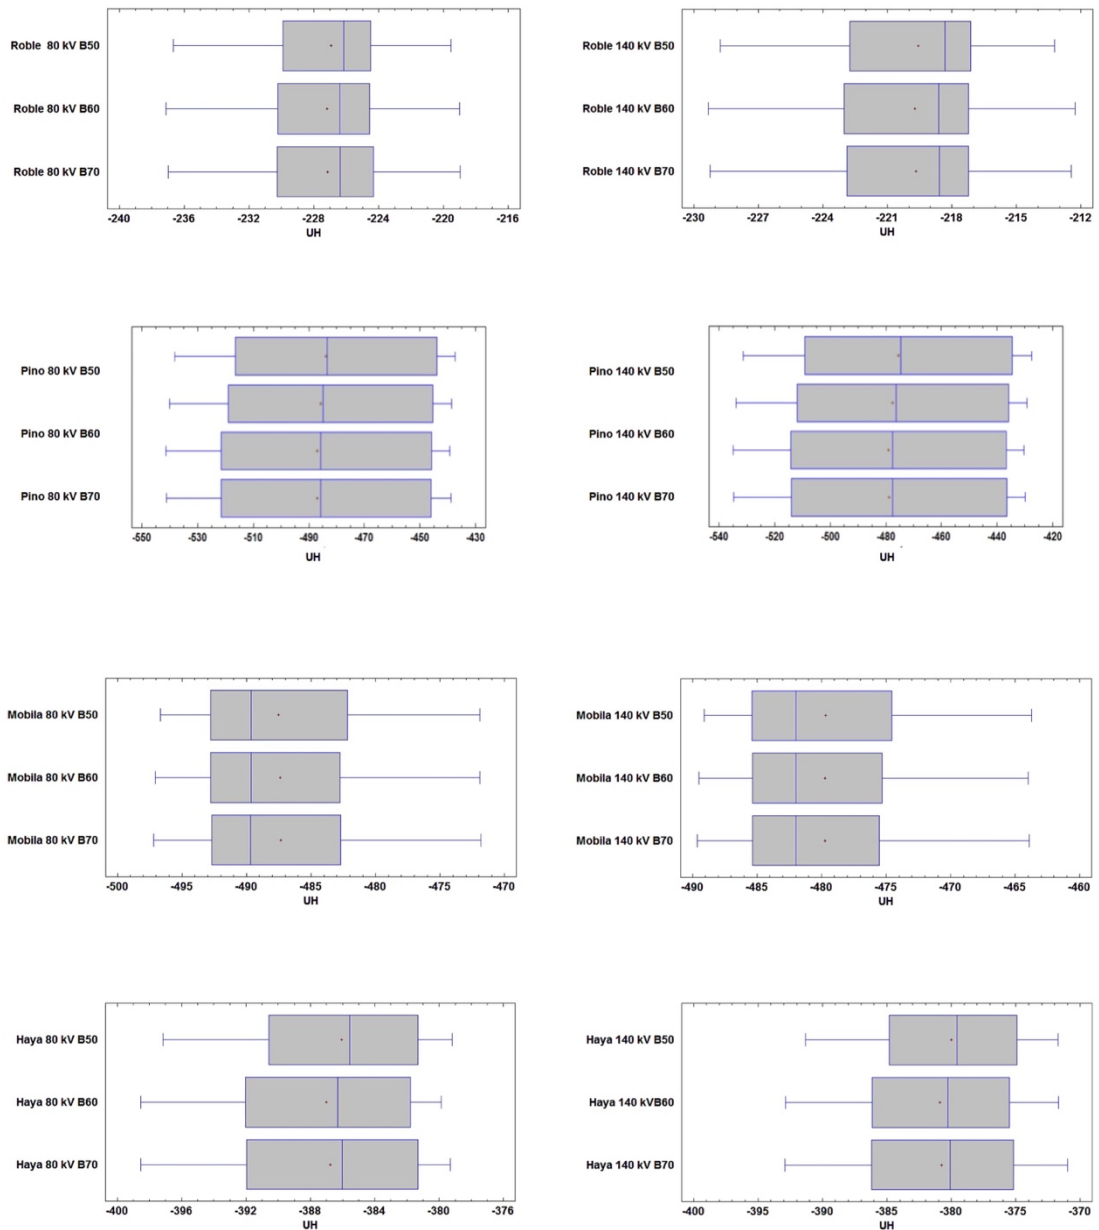 Roble  80 kV B50
Roble 80 kV B60
Roble 80 kV B70
-240 -236 -232 -228 -224 -220 -216
UH
Roble 140 kV B50
Roble 140 kV B60
Roble 140 kV B70
-230 -227 -224 -221 -218 -215 -212
UH
Pino 80 kV B50
Pino 80 kV B60
Pino 80 kV B70
-550 -530 -510 -490 -470 -450 -430
UH
Pino 140 kV B50
Pino 140 kV B60
Pino 140 kV B70
-540 -520 -500 -480 -460 -440 -420
UH
Mobila 80 kV B50
Mobila 80 kV B60
Mobila 80 kV B70
-500 -495 -490 -485 -480 -475 -470
UH
Mobila 140 kV B50
Mobila 140 kV B60
Mobila 140 kV B70
-490 -485 -480 -475 -470 -465 -460
UH
Haya 80 kV B50
Haya 80 kV B60
Haya 80 kV B70
-400 -396 -392 -388 -384 -380 -376
UH
Haya 140 kV B50
Haya 140 kVB60
Haya 140 kV B70
-400 -395 -390 -385 -380 -375 -370
UH